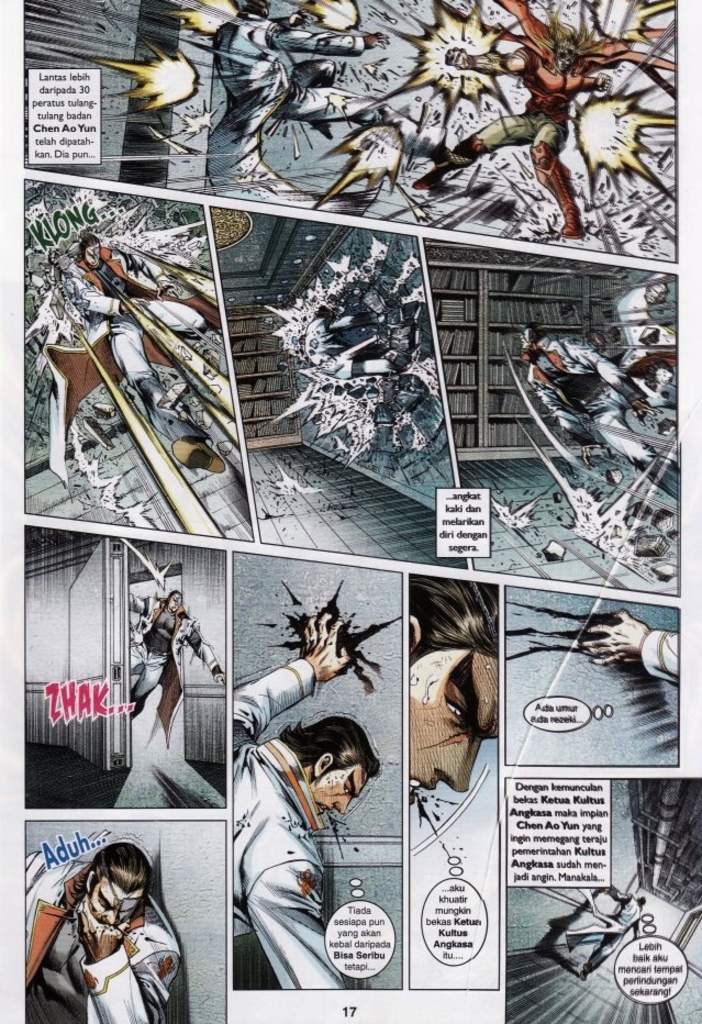 Lantas lebih
daripada 30
peratus tulang-
tulang badan
Chen Ao Yun
telah dipatah-
kan. Dia pun...
KLONG...
...angkat
kaki dan
melarikan
diri dengan
segera.
ZHAK...
Ada umur
ada rezeki...
Aduh...
Tiada
sesiapa pun
yang akan
kebal daripada
Bisa Seribu
tetapi...
...aku
khuatir
mungkin
bekas Ketua
Kultus
Angkasa
itu....
Dengan kemunculan
bekas Ketua Kultus
Angkasa maka impian
Chen Ao Yun yang
ingin memegang teraju
pemerintahan Kultus
Angkasa sudah men-
jadi angin. Manakala...
Lebih
baik aku
mencari tempat
perlindungan
sekarang!
17